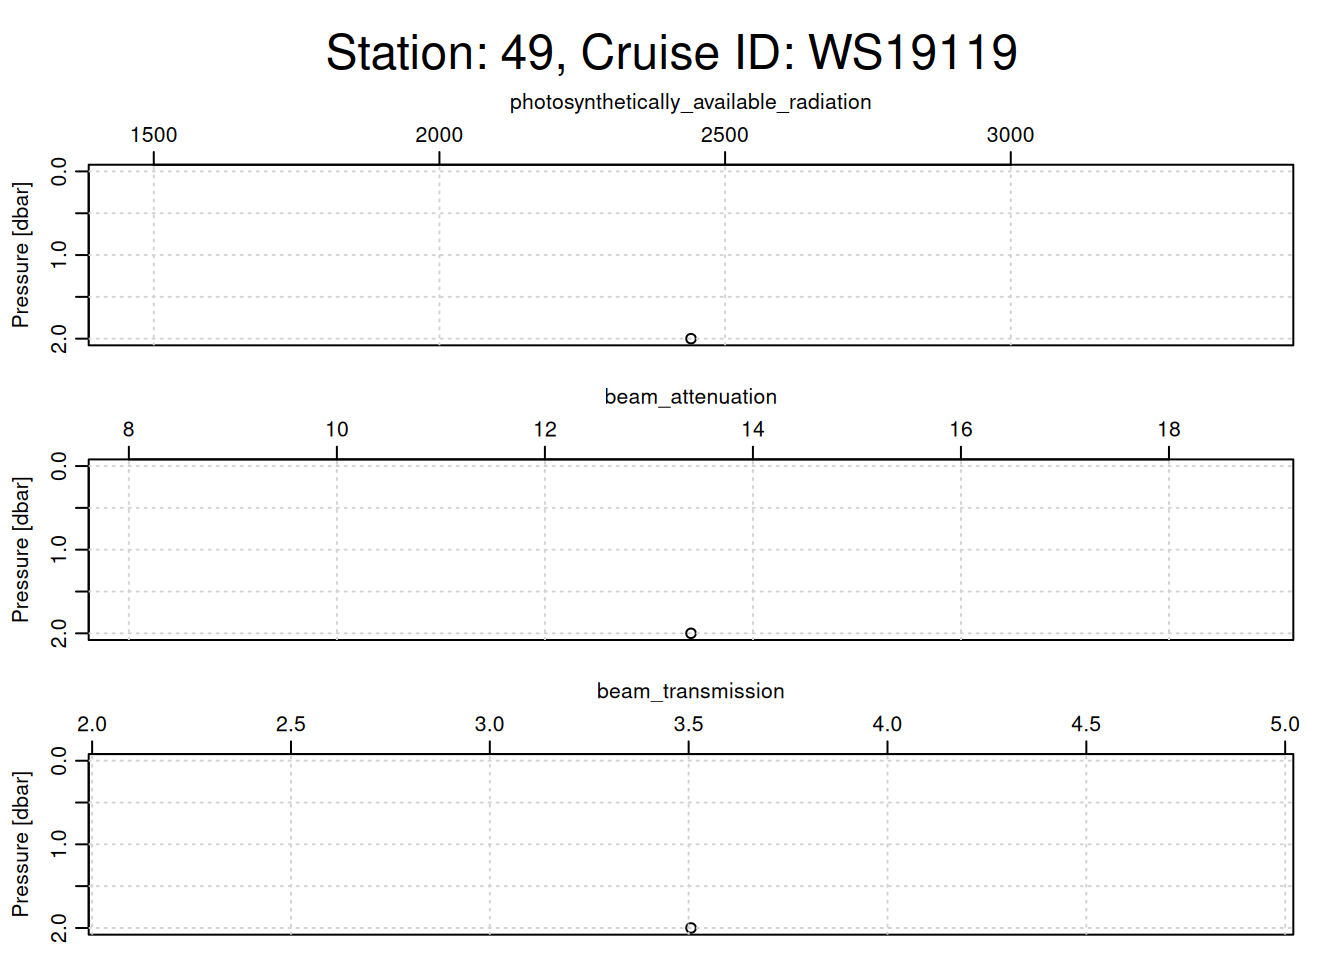 Station: 49, Cruise ID: WS19119
photosynthetically_available_radiation
1500 2000 2500 3000
Pressure [dbar]
0.0
1.0
2.0
beam_attenuation
8 10 12 14 16 18
Pressure [dbar]
0.0
1.0
2.0
beam_transmission
2.0 2.5 3.0 3.5 4.0 4.5 5.0
Pressure [dbar]
0.0
1.0
2.0